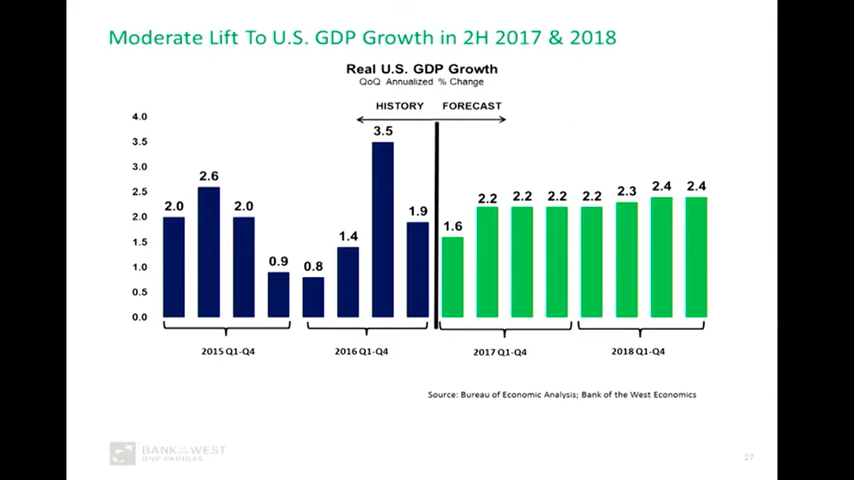 Moderate Lift To U.S. GDP Growth in 2H 2017 & 2018
Real U.S. GDP Growth
QoQ Annualized % Change
HISTORY FORECAST
4.0
3.5
3.0
2.5
2.0
1.5
1.0
0.5
0.0
2.0 2.6 2.0 0.9 0.8 1.4 3.5 1.9 1.6 2.2 2.2 2.2 2.2 2.3 2.4 2.4
2015 Q1-Q4 2016 Q1-Q4 2017 Q1-Q4 2018 Q1-Q4
Source: Bureau of Economic Analysis; Bank of the West Economics
BANK OF THE WEST
BNP PARIBAS
27